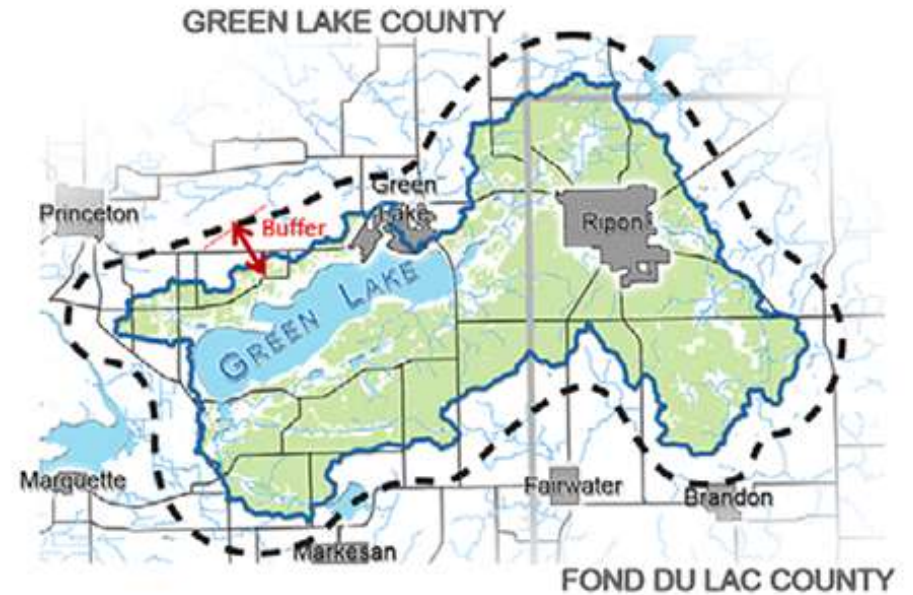 GREEN LAKE COUNTY
Princeton
Green
Lake
Buffer
Ripon
GREEN LAKE
Marquette
Fairwater
Brandon
Markesan
FOND DU LAC COUNTY